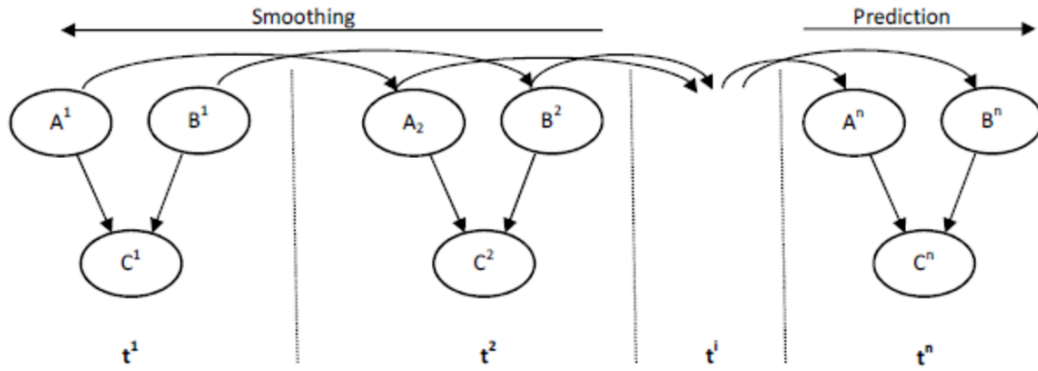 Smoothing Prediction
A¹ B¹ A₂ B² Aⁿ Bⁿ
C¹ C² Cⁿ
t¹ t² tⁱ tⁿ